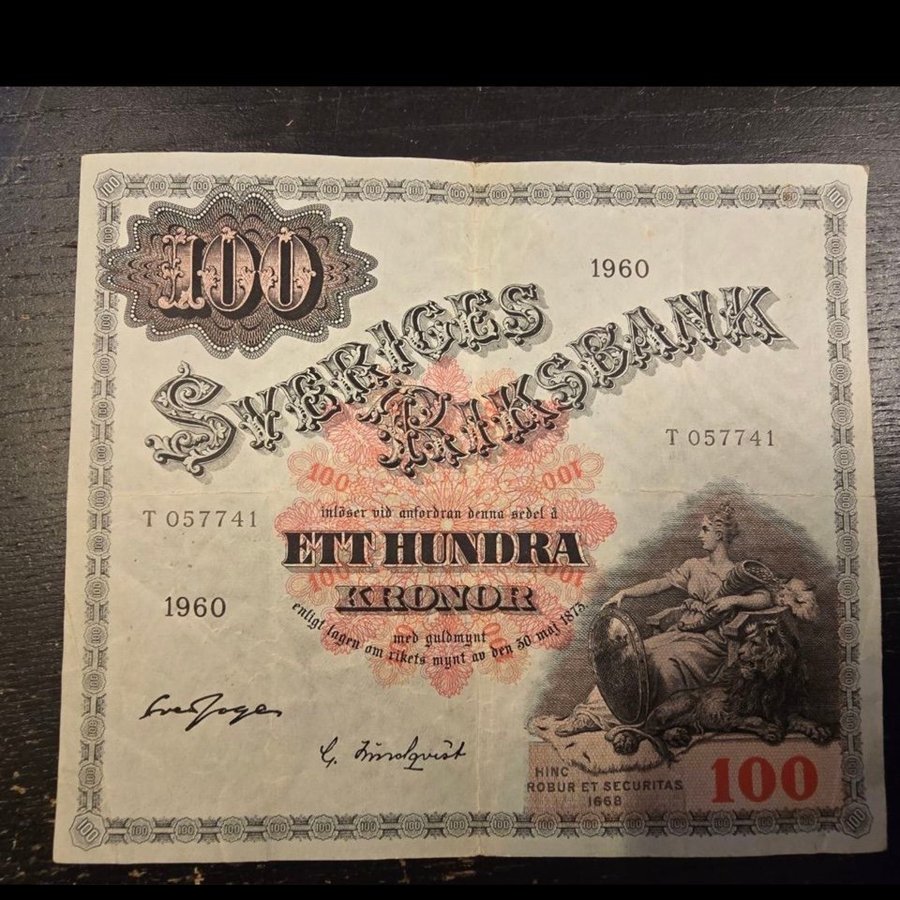 100
1960
SVERIGES
RIKSBANK
T 057741
100 100
T 057741
inlöser vid anfordran denna sedel å
ETT HUNDRA
KRONOR
1960
med guldmynt
enligt lagen om rikets mynt av den 30 maj 1873.
HINC
ROBUR ET SECURITAS
1668
100